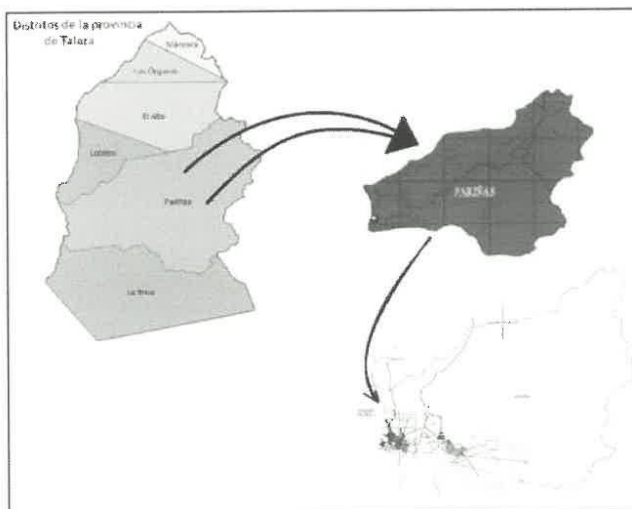 Distritos de la provincia
de Talara
Máncora
Los Órganos
El Alto
Lobitos
Pariñas
La Brea
PARIÑAS